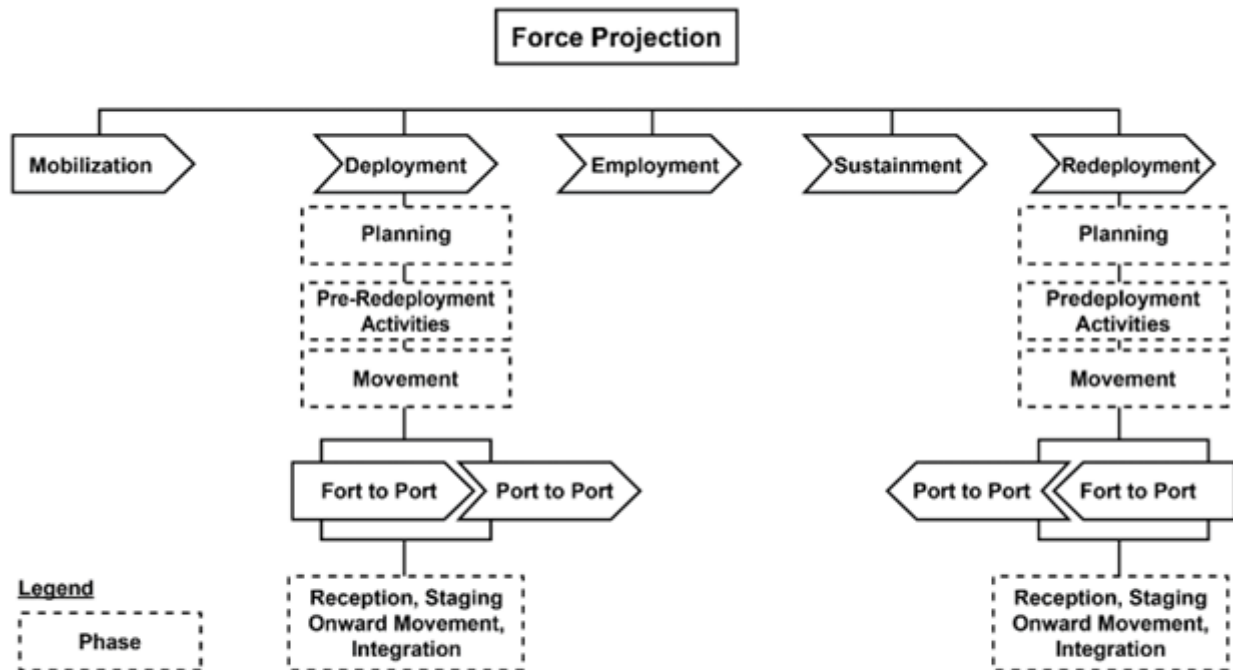 Force Projection
Mobilization
Deployment
Employment
Sustainment
Redeployment
Planning
Planning
Pre-Redeployment
Activities
Predeployment
Activities
Movement
Movement
Fort to Port
Port to Port
Port to Port
Fort to Port
Reception, Staging
Onward Movement,
Integration
Reception, Staging
Onward Movement,
Integration
Legend
Phase